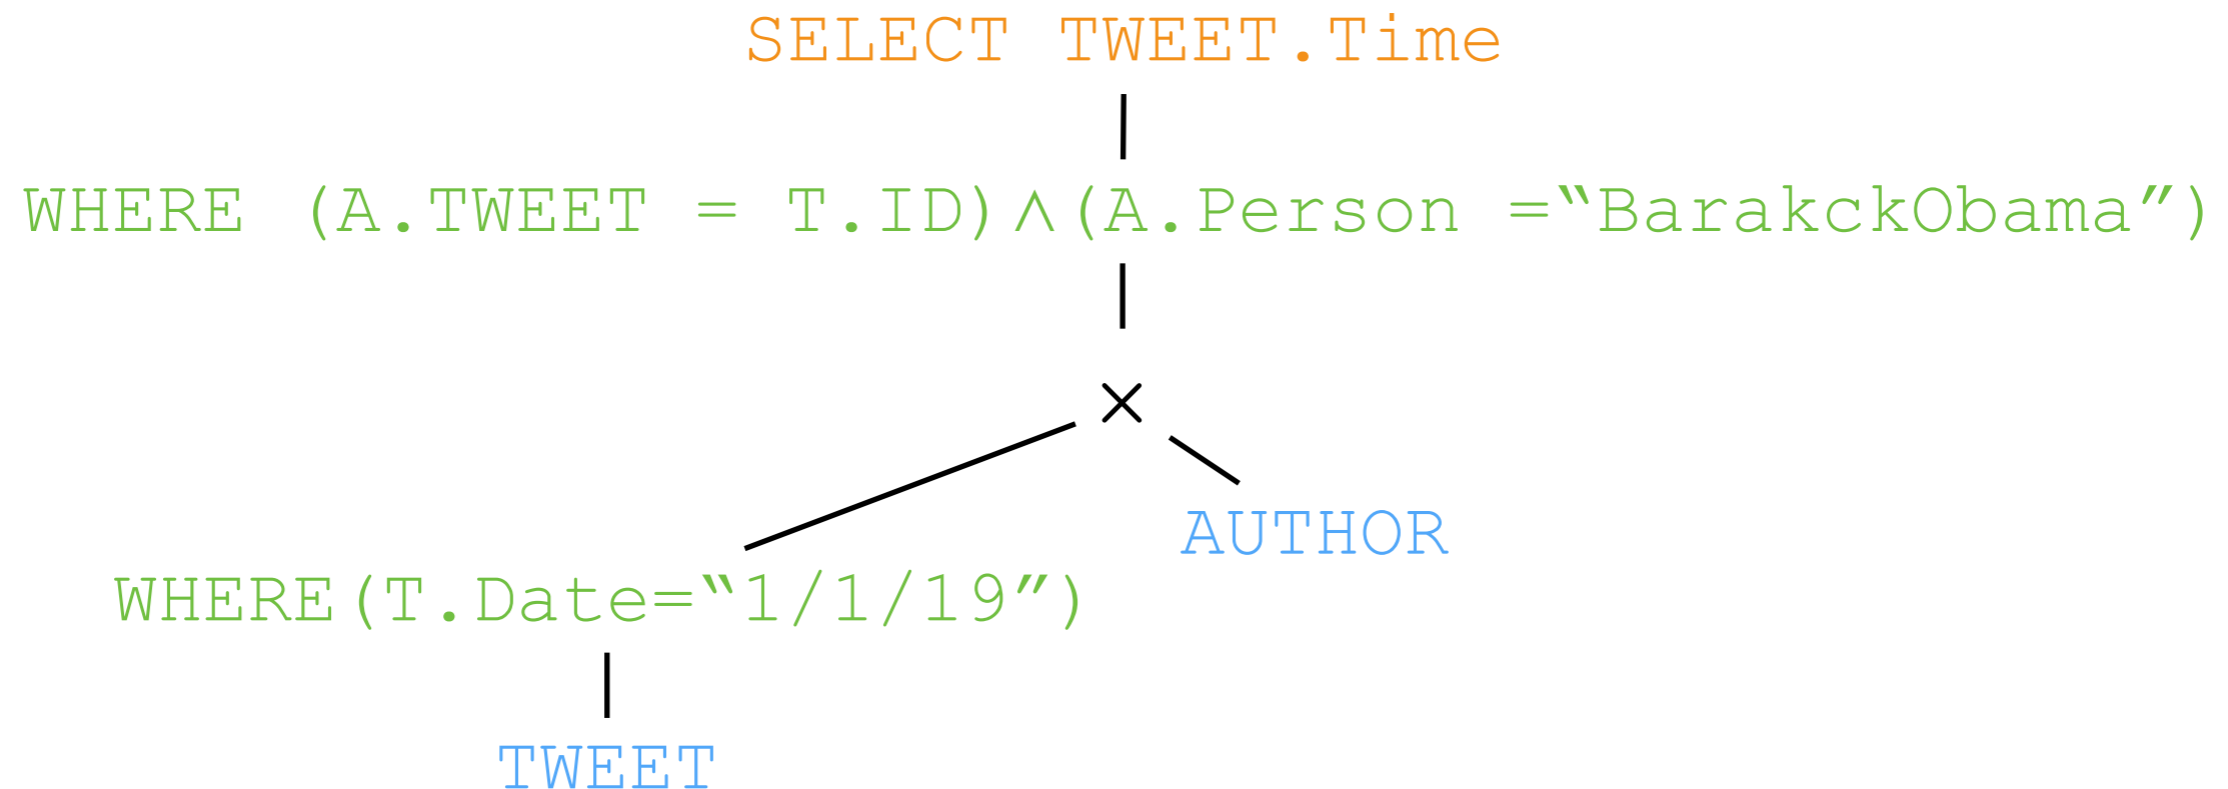 SELECT TWEET.Time
WHERE (A.TWEET = T.ID)∧(A.Person =“BarakckObama”)
×
AUTHOR
WHERE(T.Date=“1/1/19”)
TWEET